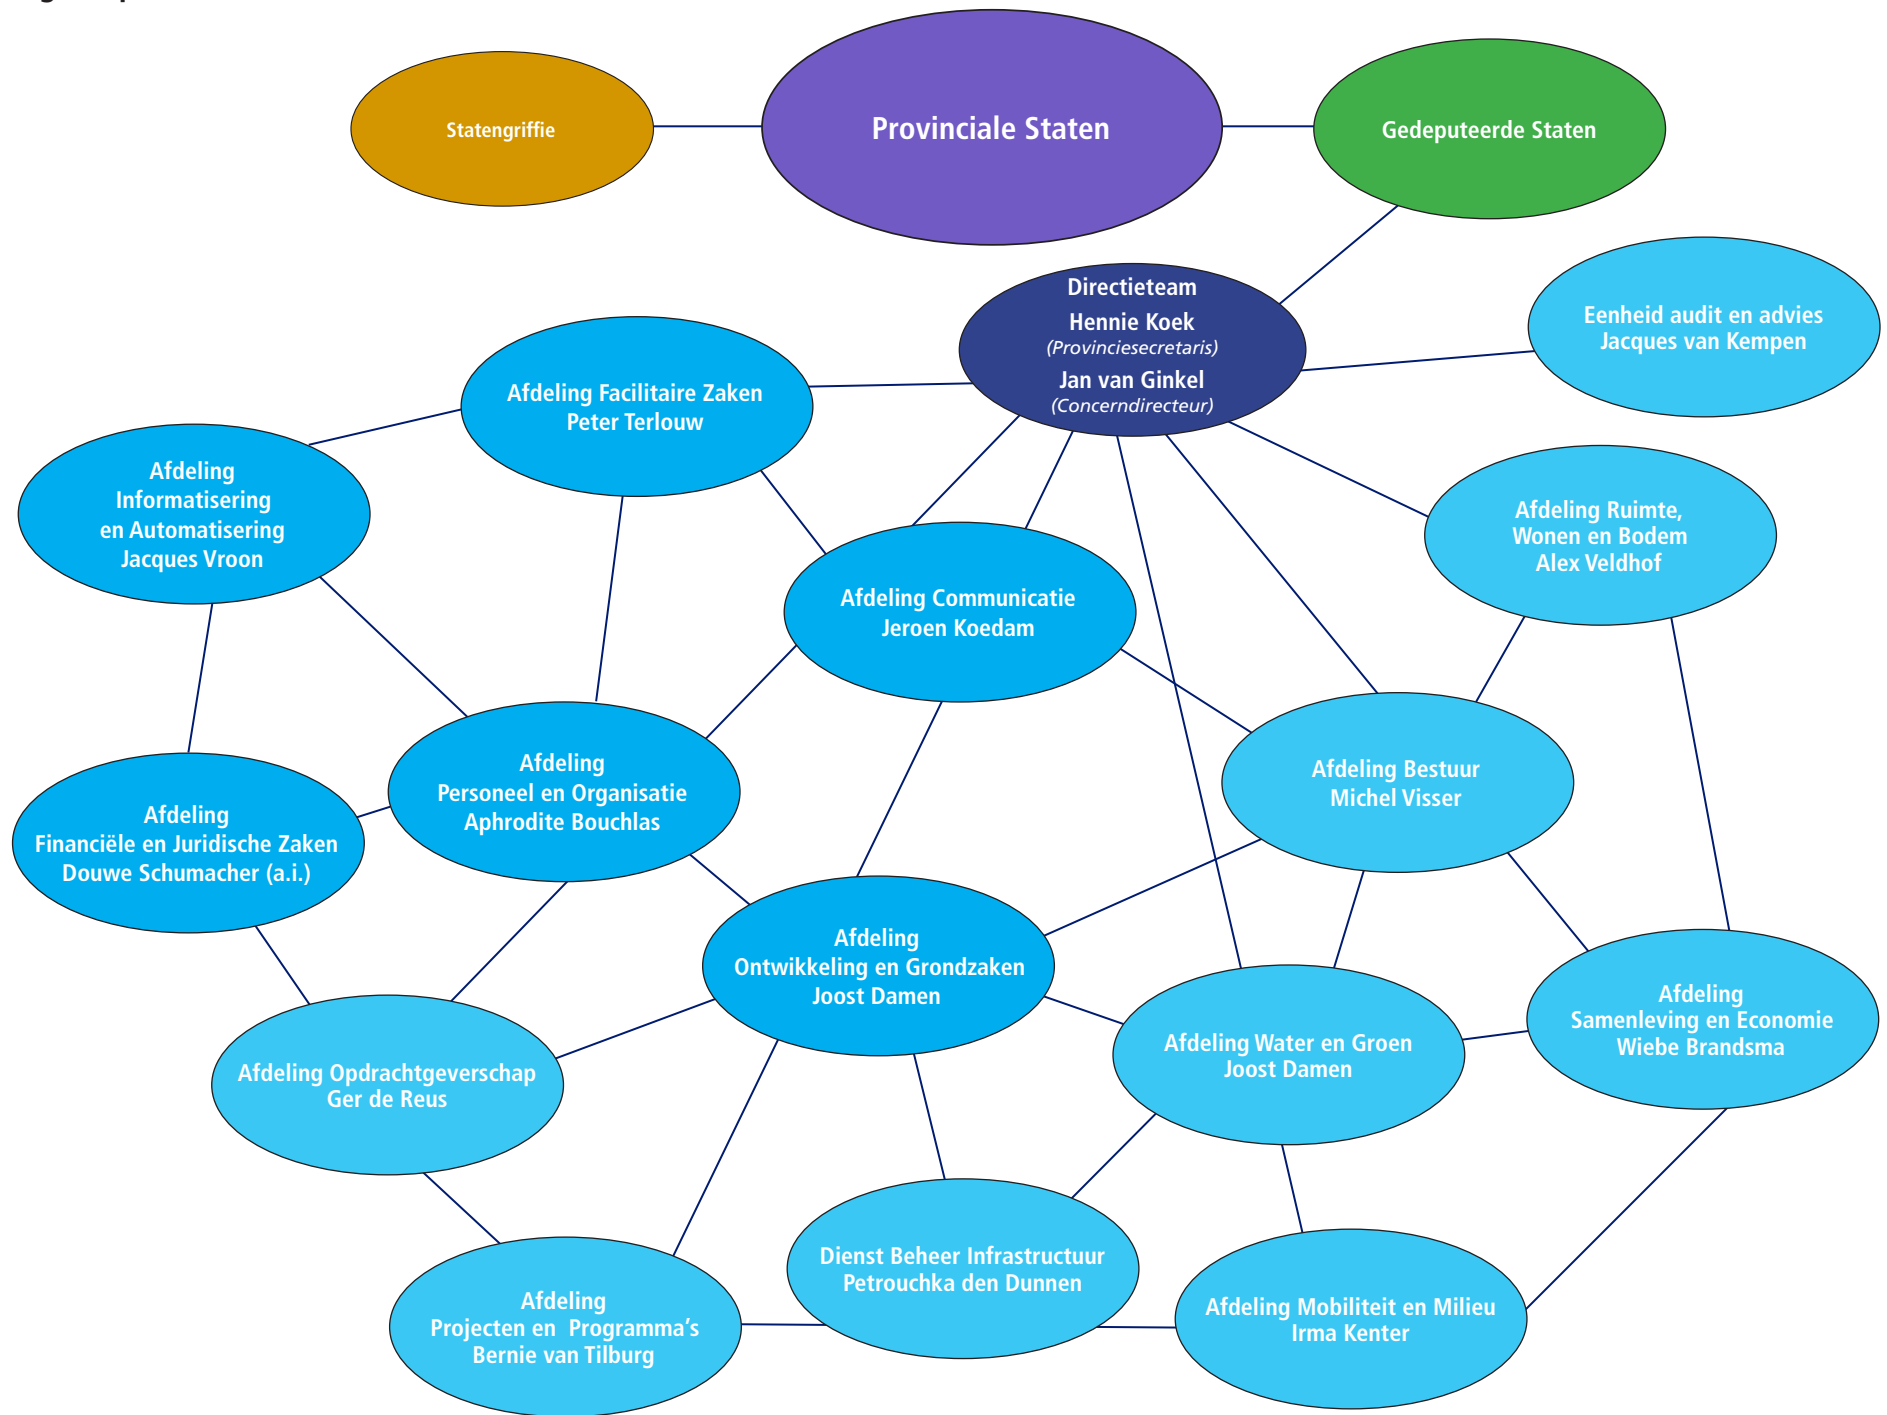 Statengriffie
Provinciale Staten
Gedeputeerde Staten
Directieteam
Hennie Koek
(Provinciesecretaris)
Jan van Ginkel
(Concerndirecteur)
Eenheid audit en advies
Jacques van Kempen
Afdeling Facilitaire Zaken
Peter Terlouw
Afdeling
Informatisering
en Automatisering
Jacques Vroon
Afdeling Ruimte,
Wonen en Bodem
Alex Veldhof
Afdeling Communicatie
Jeroen Koedam
Afdeling
Personeel en Organisatie
Aphrodite Bouchlas
Afdeling Bestuur
Michel Visser
Afdeling
Financiële en Juridische Zaken
Douwe Schumacher (a.i.)
Afdeling
Ontwikkeling en Grondzaken
Joost Damen
Afdeling
Samenleving en Economie
Wiebe Brandsma
Afdeling Water en Groen
Joost Damen
Afdeling Opdrachtgeverschap
Ger de Reus
Dienst Beheer Infrastructuur
Petrouchka den Dunnen
Afdeling Mobiliteit en Milieu
Irma Kenter
Afdeling
Projecten en  Programma’s
Bernie van Tilburg